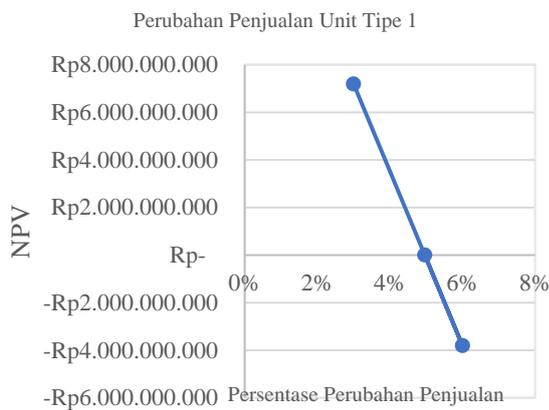 Perubahan Penjualan Unit Tipe 1
Rp8.000.000.000
Rp6.000.000.000
Rp4.000.000.000
Rp2.000.000.000
Rp-
-Rp2.000.000.000
-Rp4.000.000.000
-Rp6.000.000.000
NPV
0% 2% 4% 6% 8%
Persentase Perubahan Penjualan